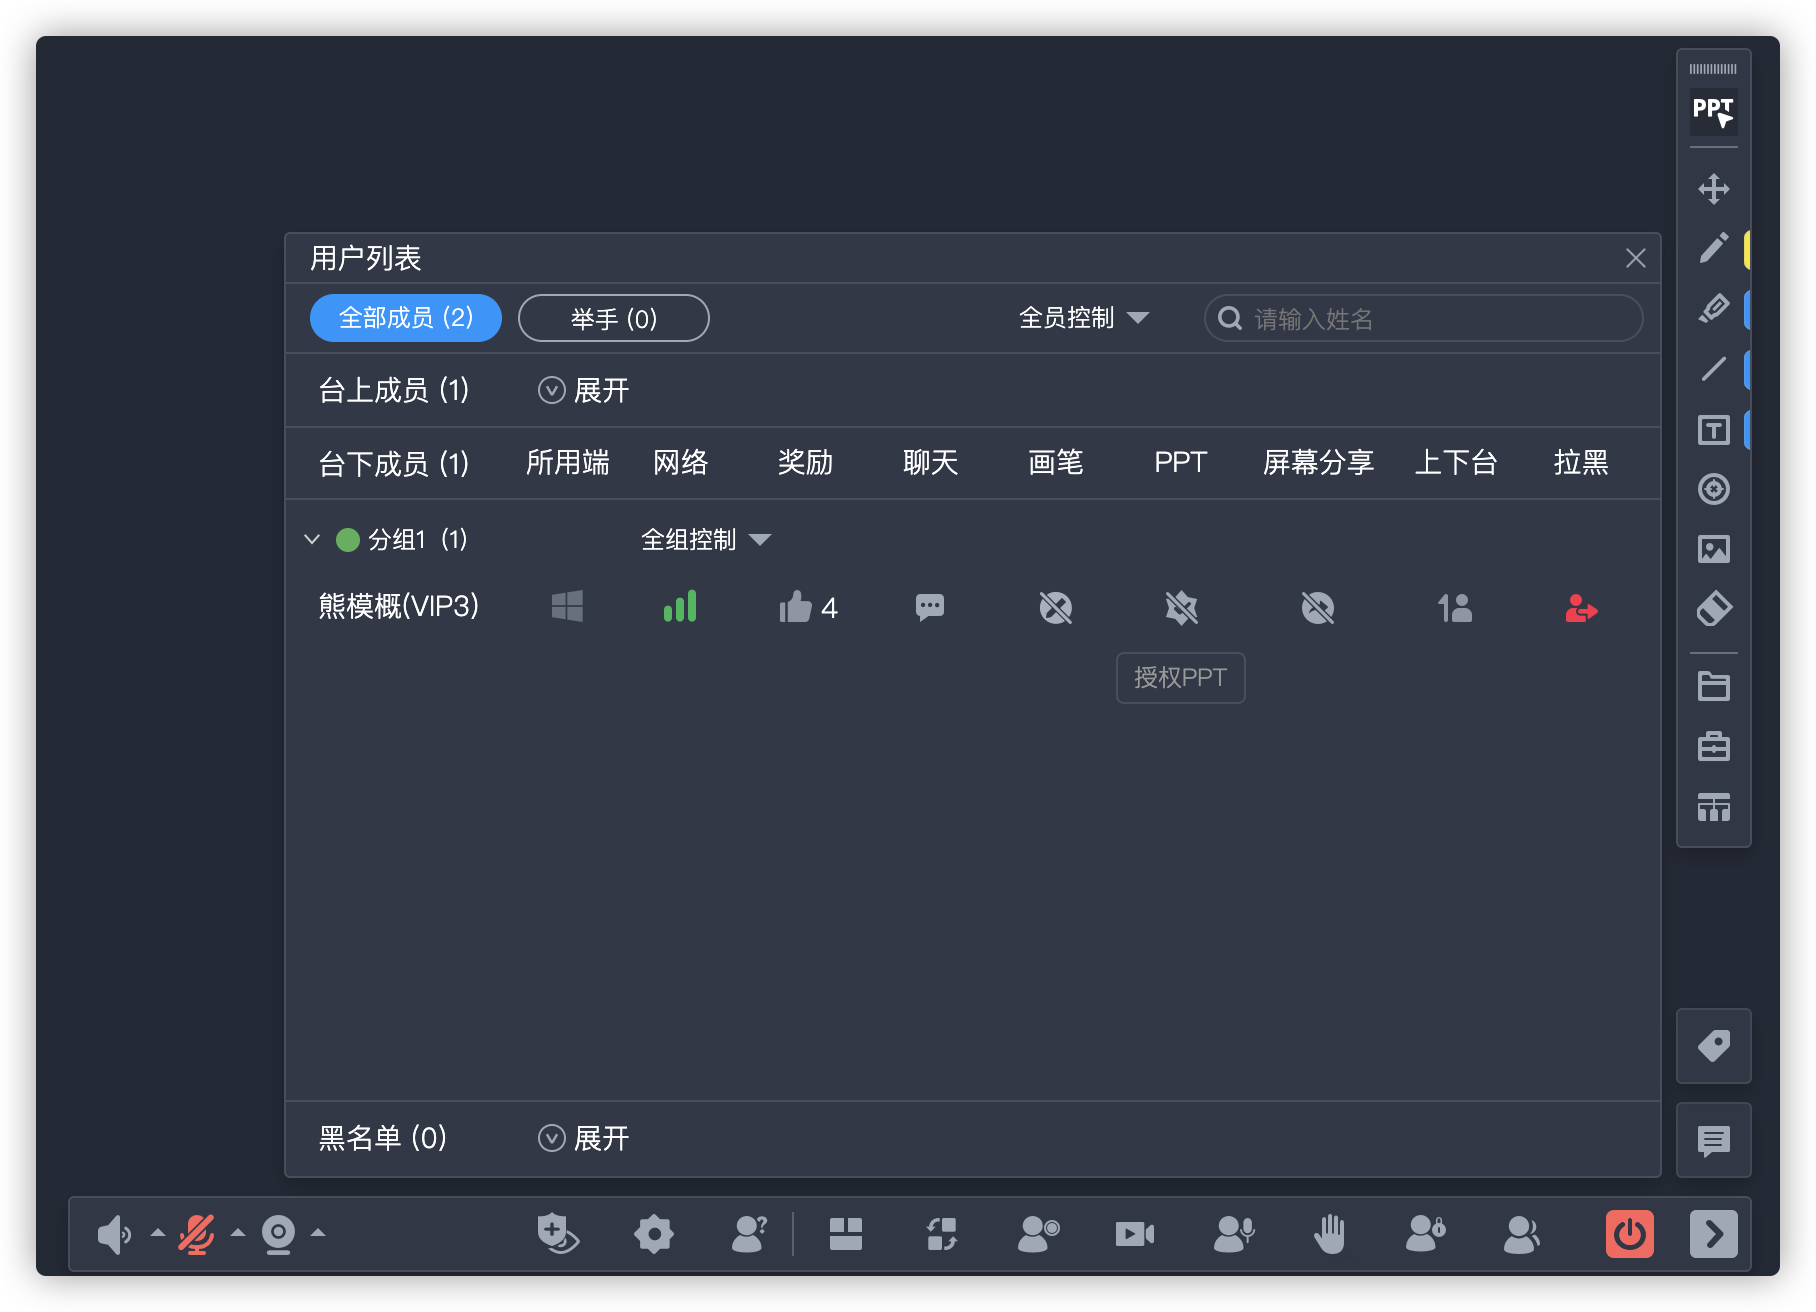 PPT
用户列表
全部成员 (2) 举手 (0) 全员控制 请输入姓名
台上成员 (1) 展开
台下成员 (1) 所用端 网络 奖励 聊天 画笔 PPT 屏幕分享 上下台 拉黑
分组1 (1) 全组控制
熊模概(VIP3) 4 1
授权PPT
黑名单 (0) 展开